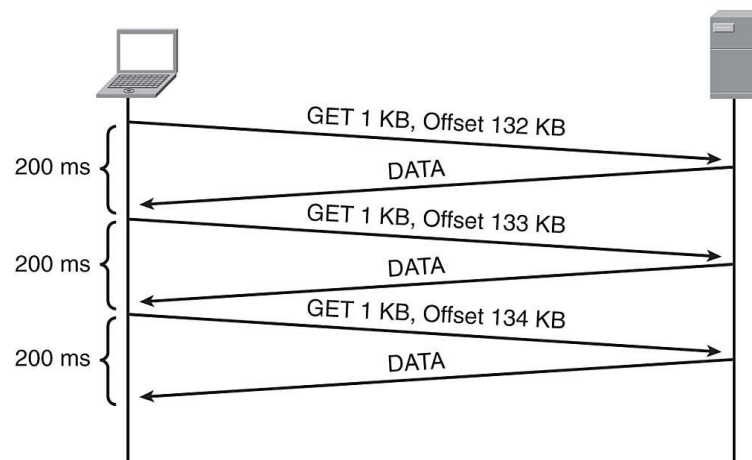 GET 1 KB, Offset 132 KB
200 ms
DATA
GET 1 KB, Offset 133 KB
200 ms
DATA
GET 1 KB, Offset 134 KB
200 ms
DATA